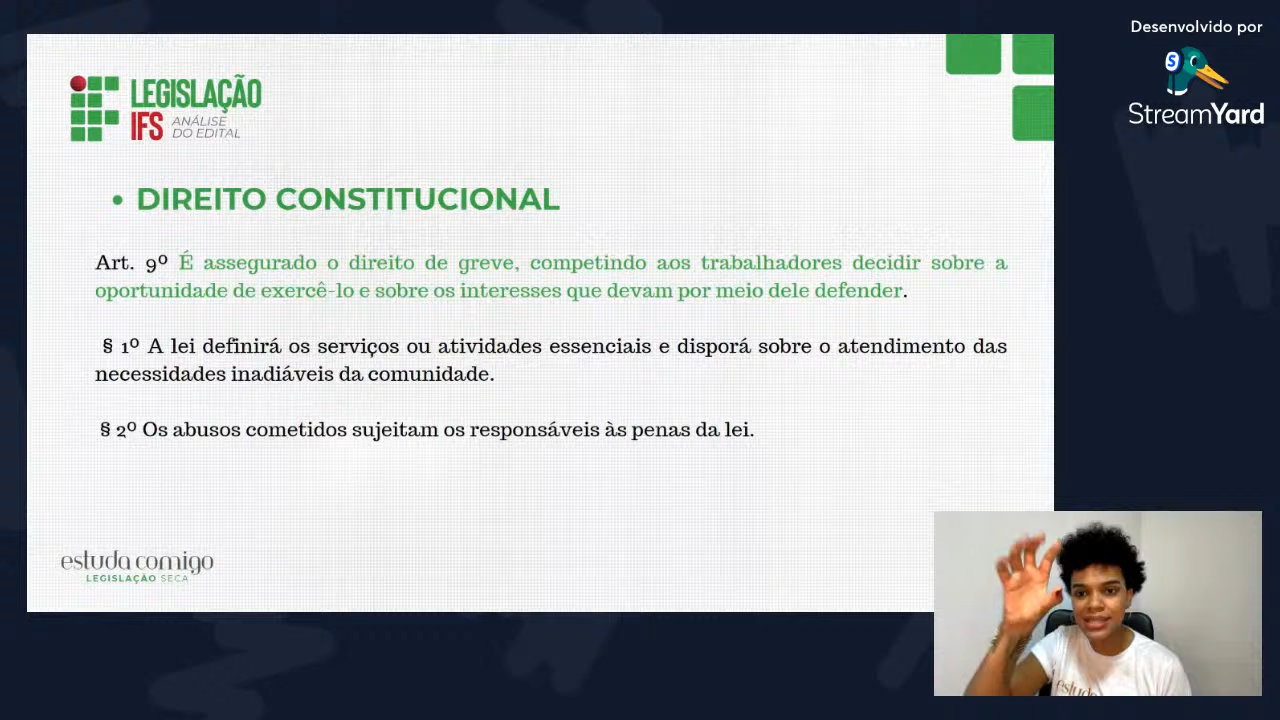 Desenvolvido por
StreamYard
LEGISLAÇÃO
IFS ANÁLISE
DO EDITAL
• DIREITO CONSTITUCIONAL
Art. 9º É assegurado o direito de greve, competindo aos trabalhadores decidir sobre a
oportunidade de exercê-lo e sobre os interesses que devam por meio dele defender.
§ 1º A lei definirá os serviços ou atividades essenciais e disporá sobre o atendimento das
necessidades inadiáveis da comunidade.
§ 2º Os abusos cometidos sujeitam os responsáveis às penas da lei.
estuda comigo
LEGISLAÇÃO SECA
estuda